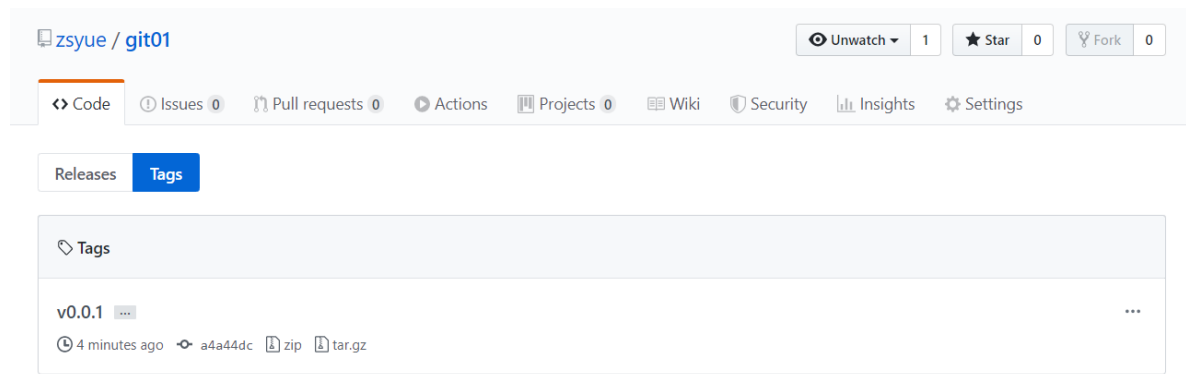 zsyue / git01 Unwatch 1 Star 0 Fork 0
Code Issues 0 Pull requests 0 Actions Projects 0 Wiki Security Insights Settings
Releases Tags
Tags
v0.0.1 ... ...
4 minutes ago a4a44dc zip tar.gz